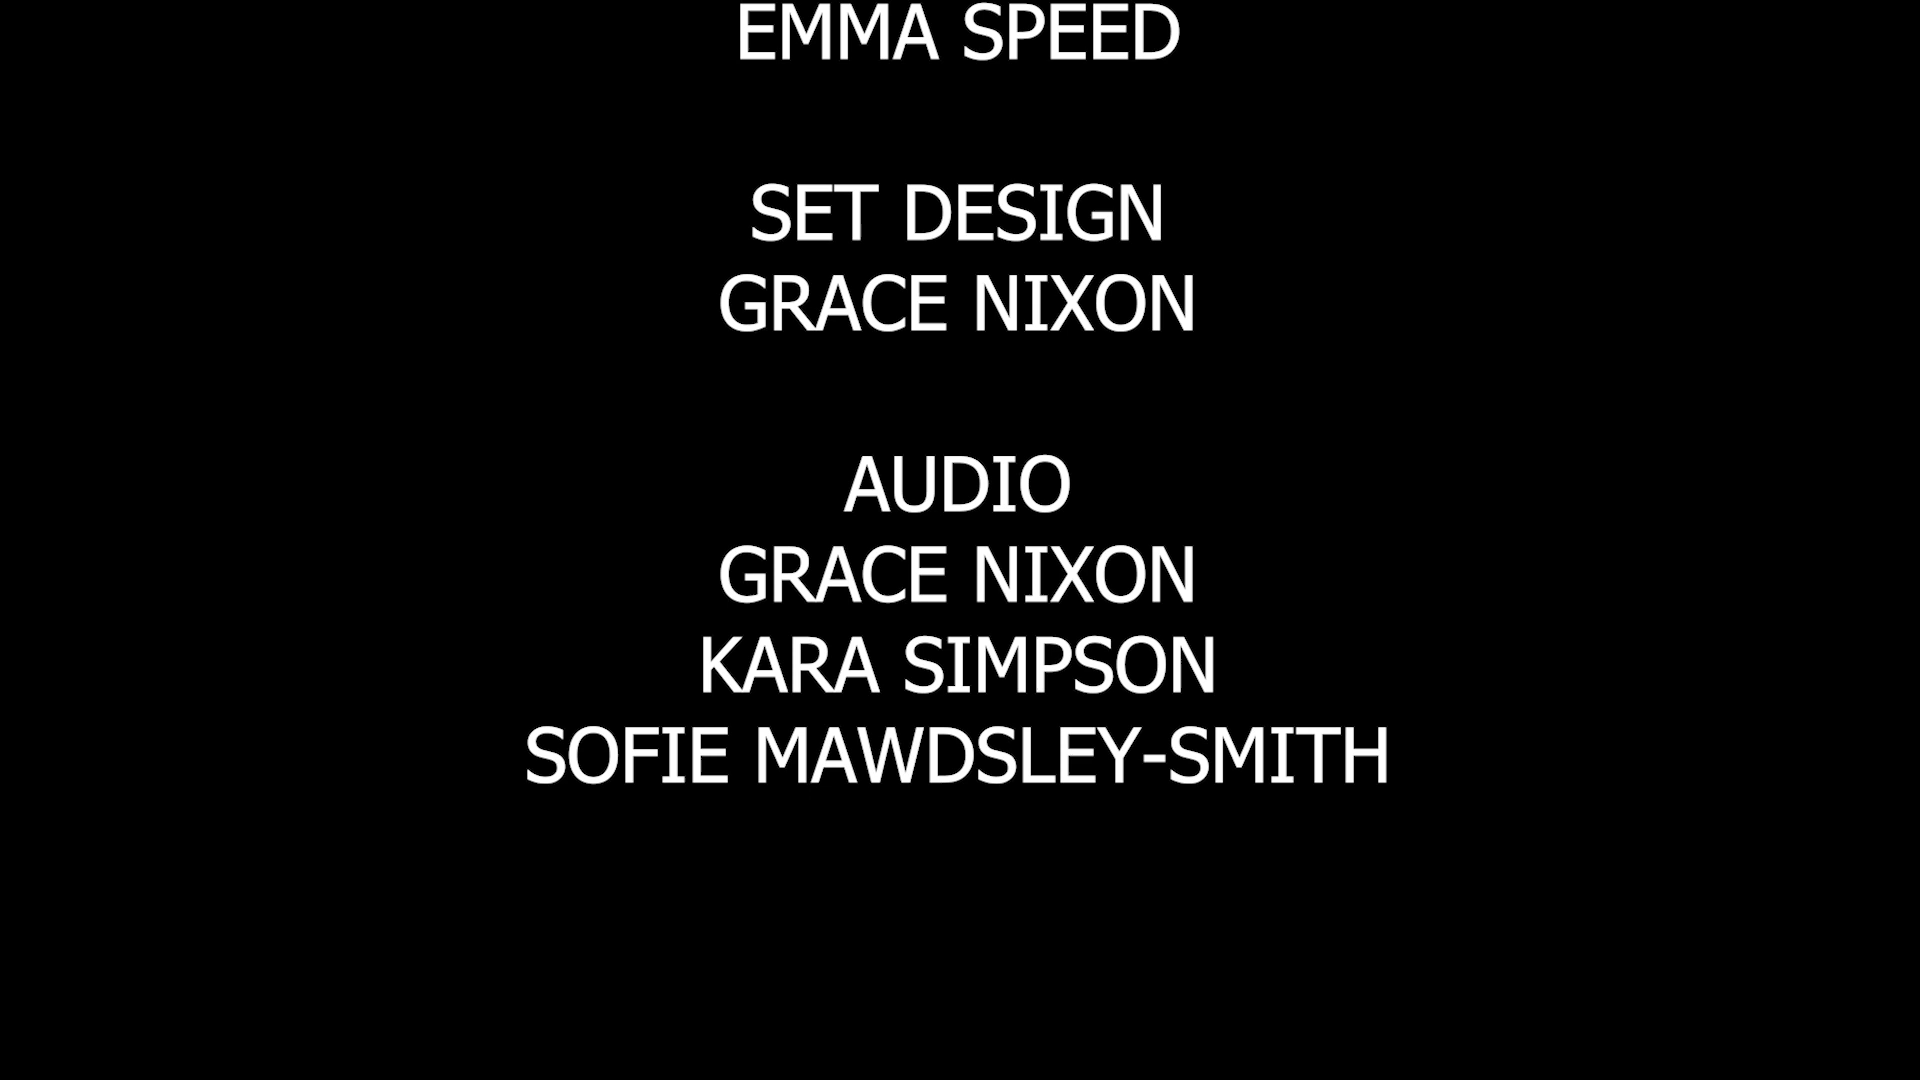 EMMA SPEED
SET DESIGN
GRACE NIXON
AUDIO
GRACE NIXON
KARA SIMPSON
SOFIE MAWDSLEY-SMITH